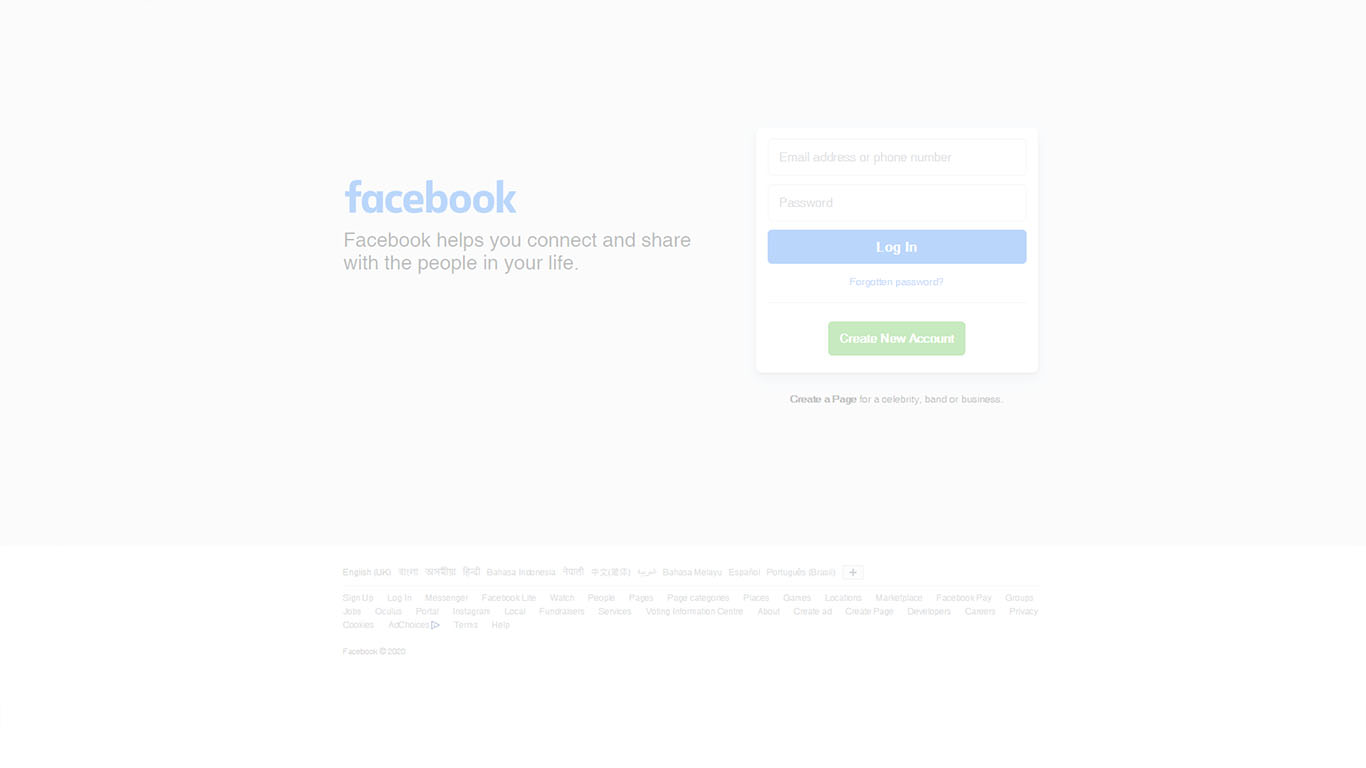 facebook
Facebook helps you connect and share
with the people in your life.
Email address or phone number
Password
Log In
Forgotten password?
Create New Account
Create a Page for a celebrity, band or business.
English (UK) বাংলা অসমীয়া हिन्दी Bahasa Indonesia नेपाली 中文(简体) العربية Bahasa Melayu Español Português (Brasil) +
Sign Up Log In Messenger Facebook Lite Watch People Pages Page categories Places Games Locations Marketplace Facebook Pay Groups
Jobs Oculus Portal Instagram Local Fundraisers Services Voting Information Centre About Create ad Create Page Developers Careers Privacy
Cookies AdChoices Terms Help
Facebook © 2020